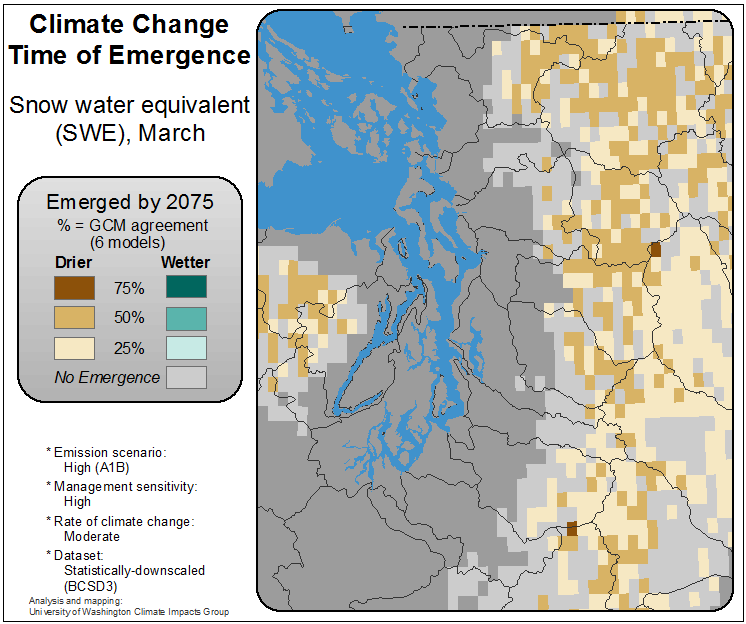 Climate Change
Time of Emergence
Snow water equivalent
(SWE), March
Emerged by 2075
% = GCM agreement
(6 models)
Drier Wetter
75%
50%
25%
No Emergence
* Emission scenario:
High (A1B)
* Management sensitivity:
High
* Rate of climate change:
Moderate
* Dataset:
Statistically-downscaled
(BCSD3)
Analysis and mapping:
University of Washington Climate Impacts Group